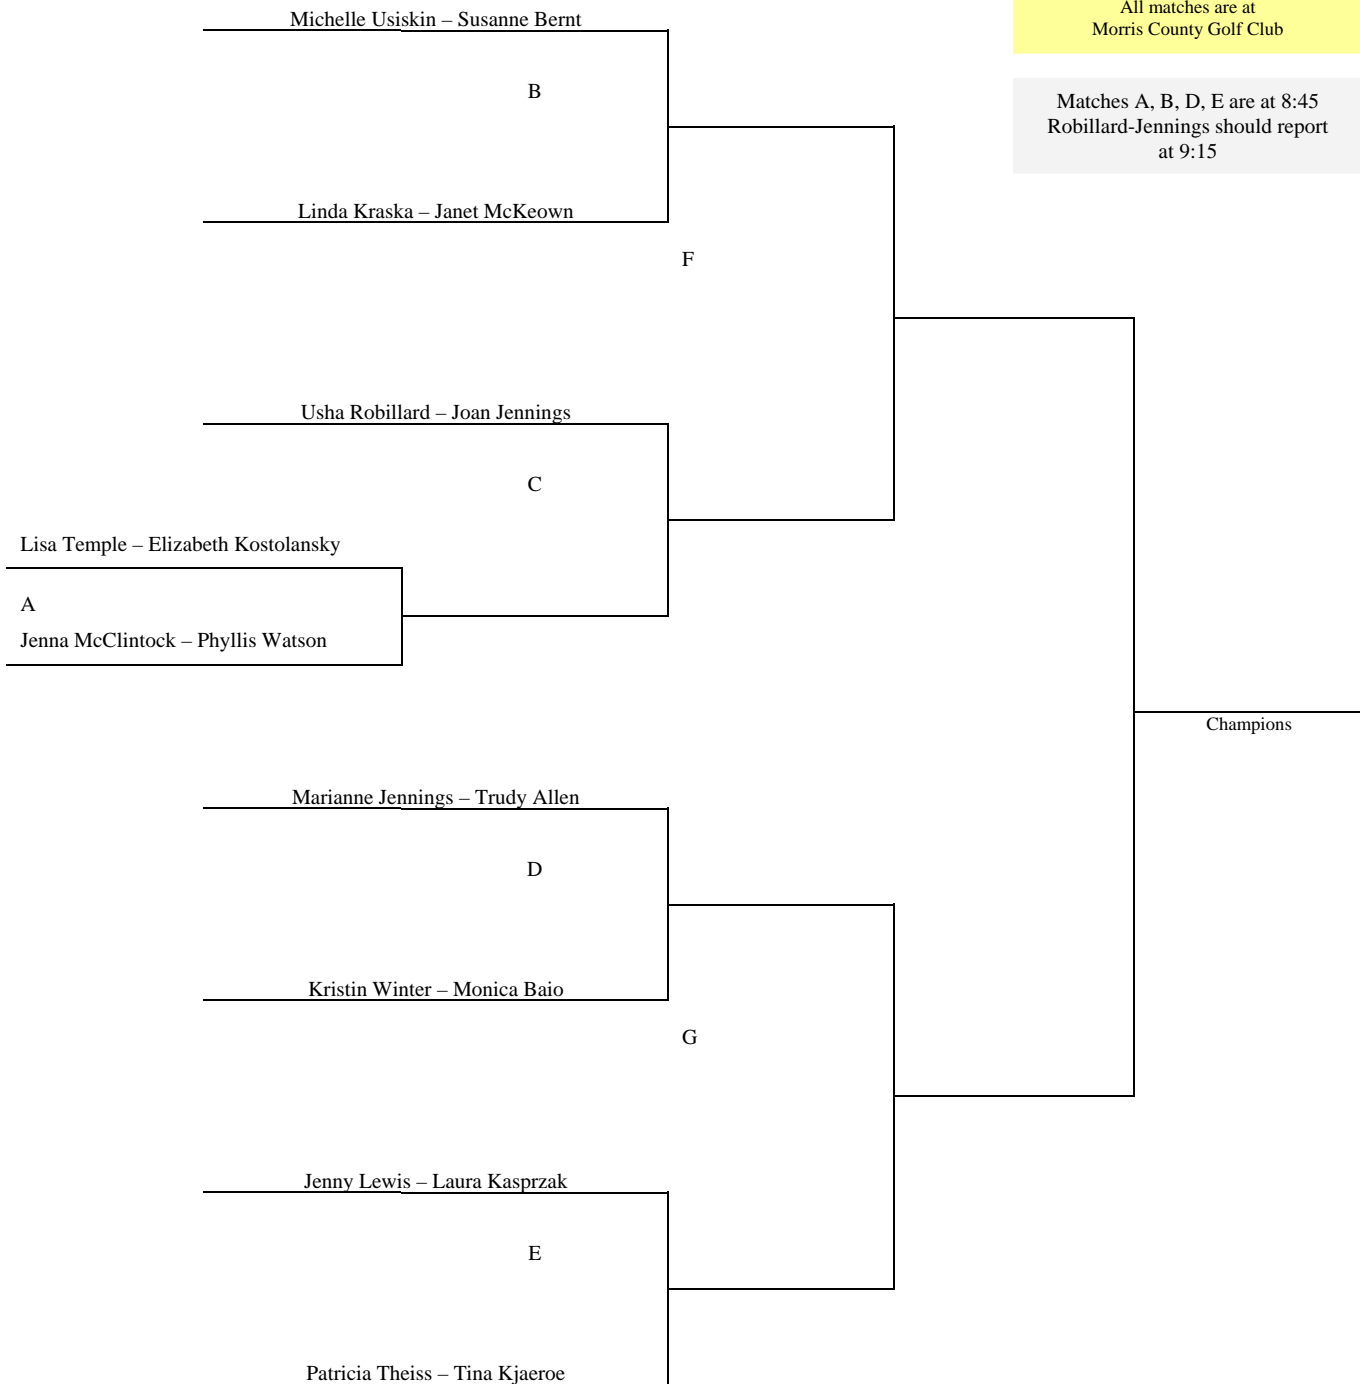 All matches are at
Morris County Golf Club
Michelle Usiskin – Susanne Bernt
B
Matches A, B, D, E are at 8:45
Robillard-Jennings should report
at 9:15
Linda Kraska – Janet McKeown
F
Usha Robillard – Joan Jennings
C
Lisa Temple – Elizabeth Kostolansky
A
Jenna McClintock – Phyllis Watson
Champions
Marianne Jennings – Trudy Allen
D
Kristin Winter – Monica Baio
G
Jenny Lewis – Laura Kasprzak
E
Patricia Theiss – Tina Kjaeroe